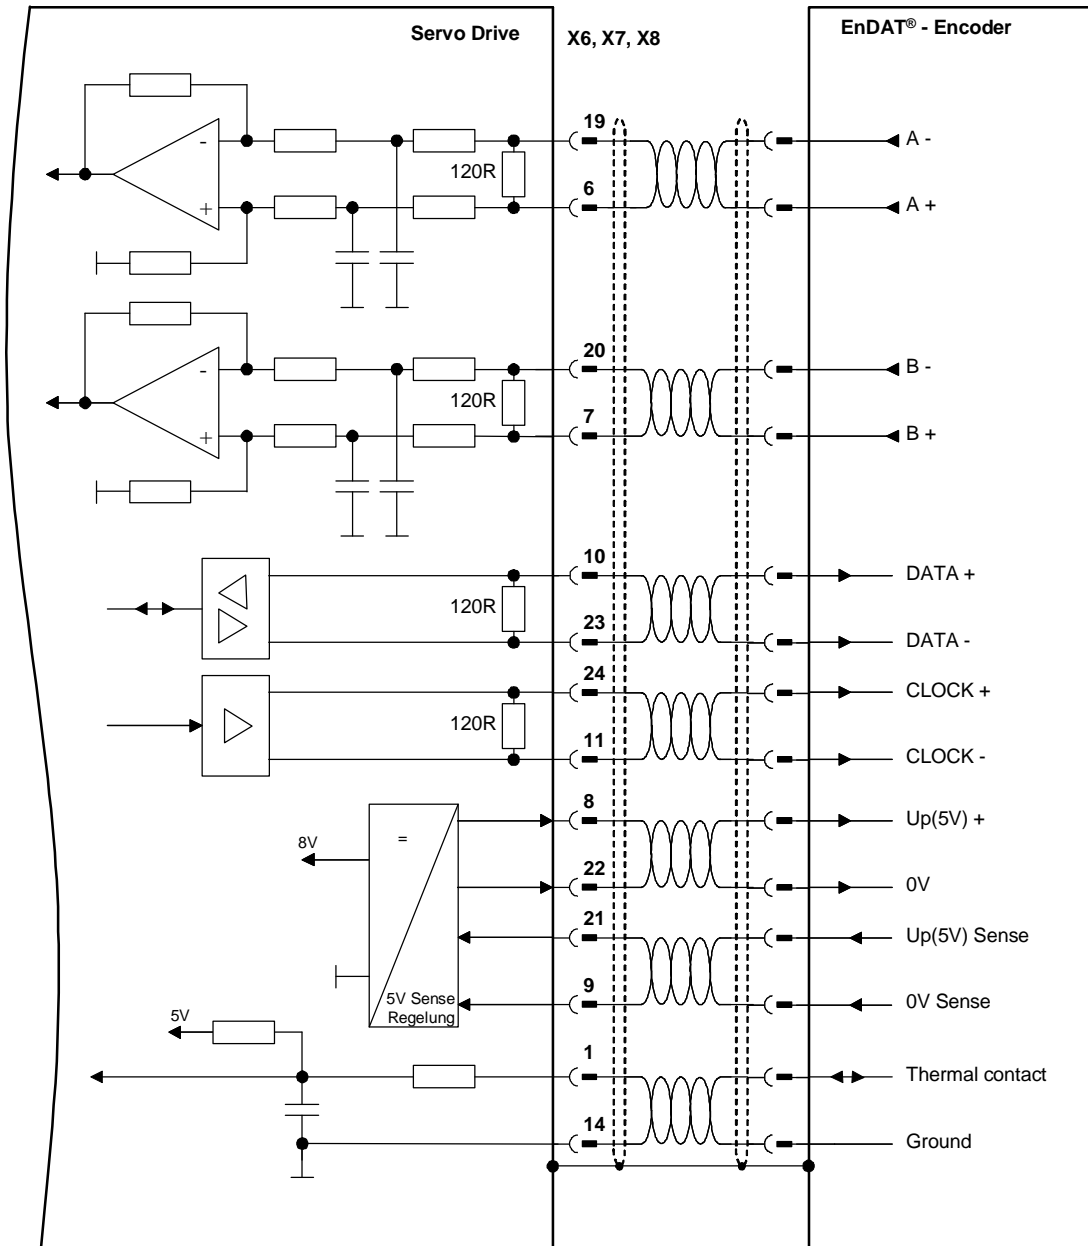 Servo Drive
X6, X7, X8
EnDAT® - Encoder
19
A -
-
120R
6
A +
+
20
B -
-
120R
7
B +
+
10
DATA +
120R
23
DATA -
24
CLOCK +
120R
11
CLOCK -
8
Up(5V) +
8V
=
22
0V
21
Up(5V) Sense
9
0V Sense
5V Sense
Regelung
5V
1
Thermal contact
14
Ground